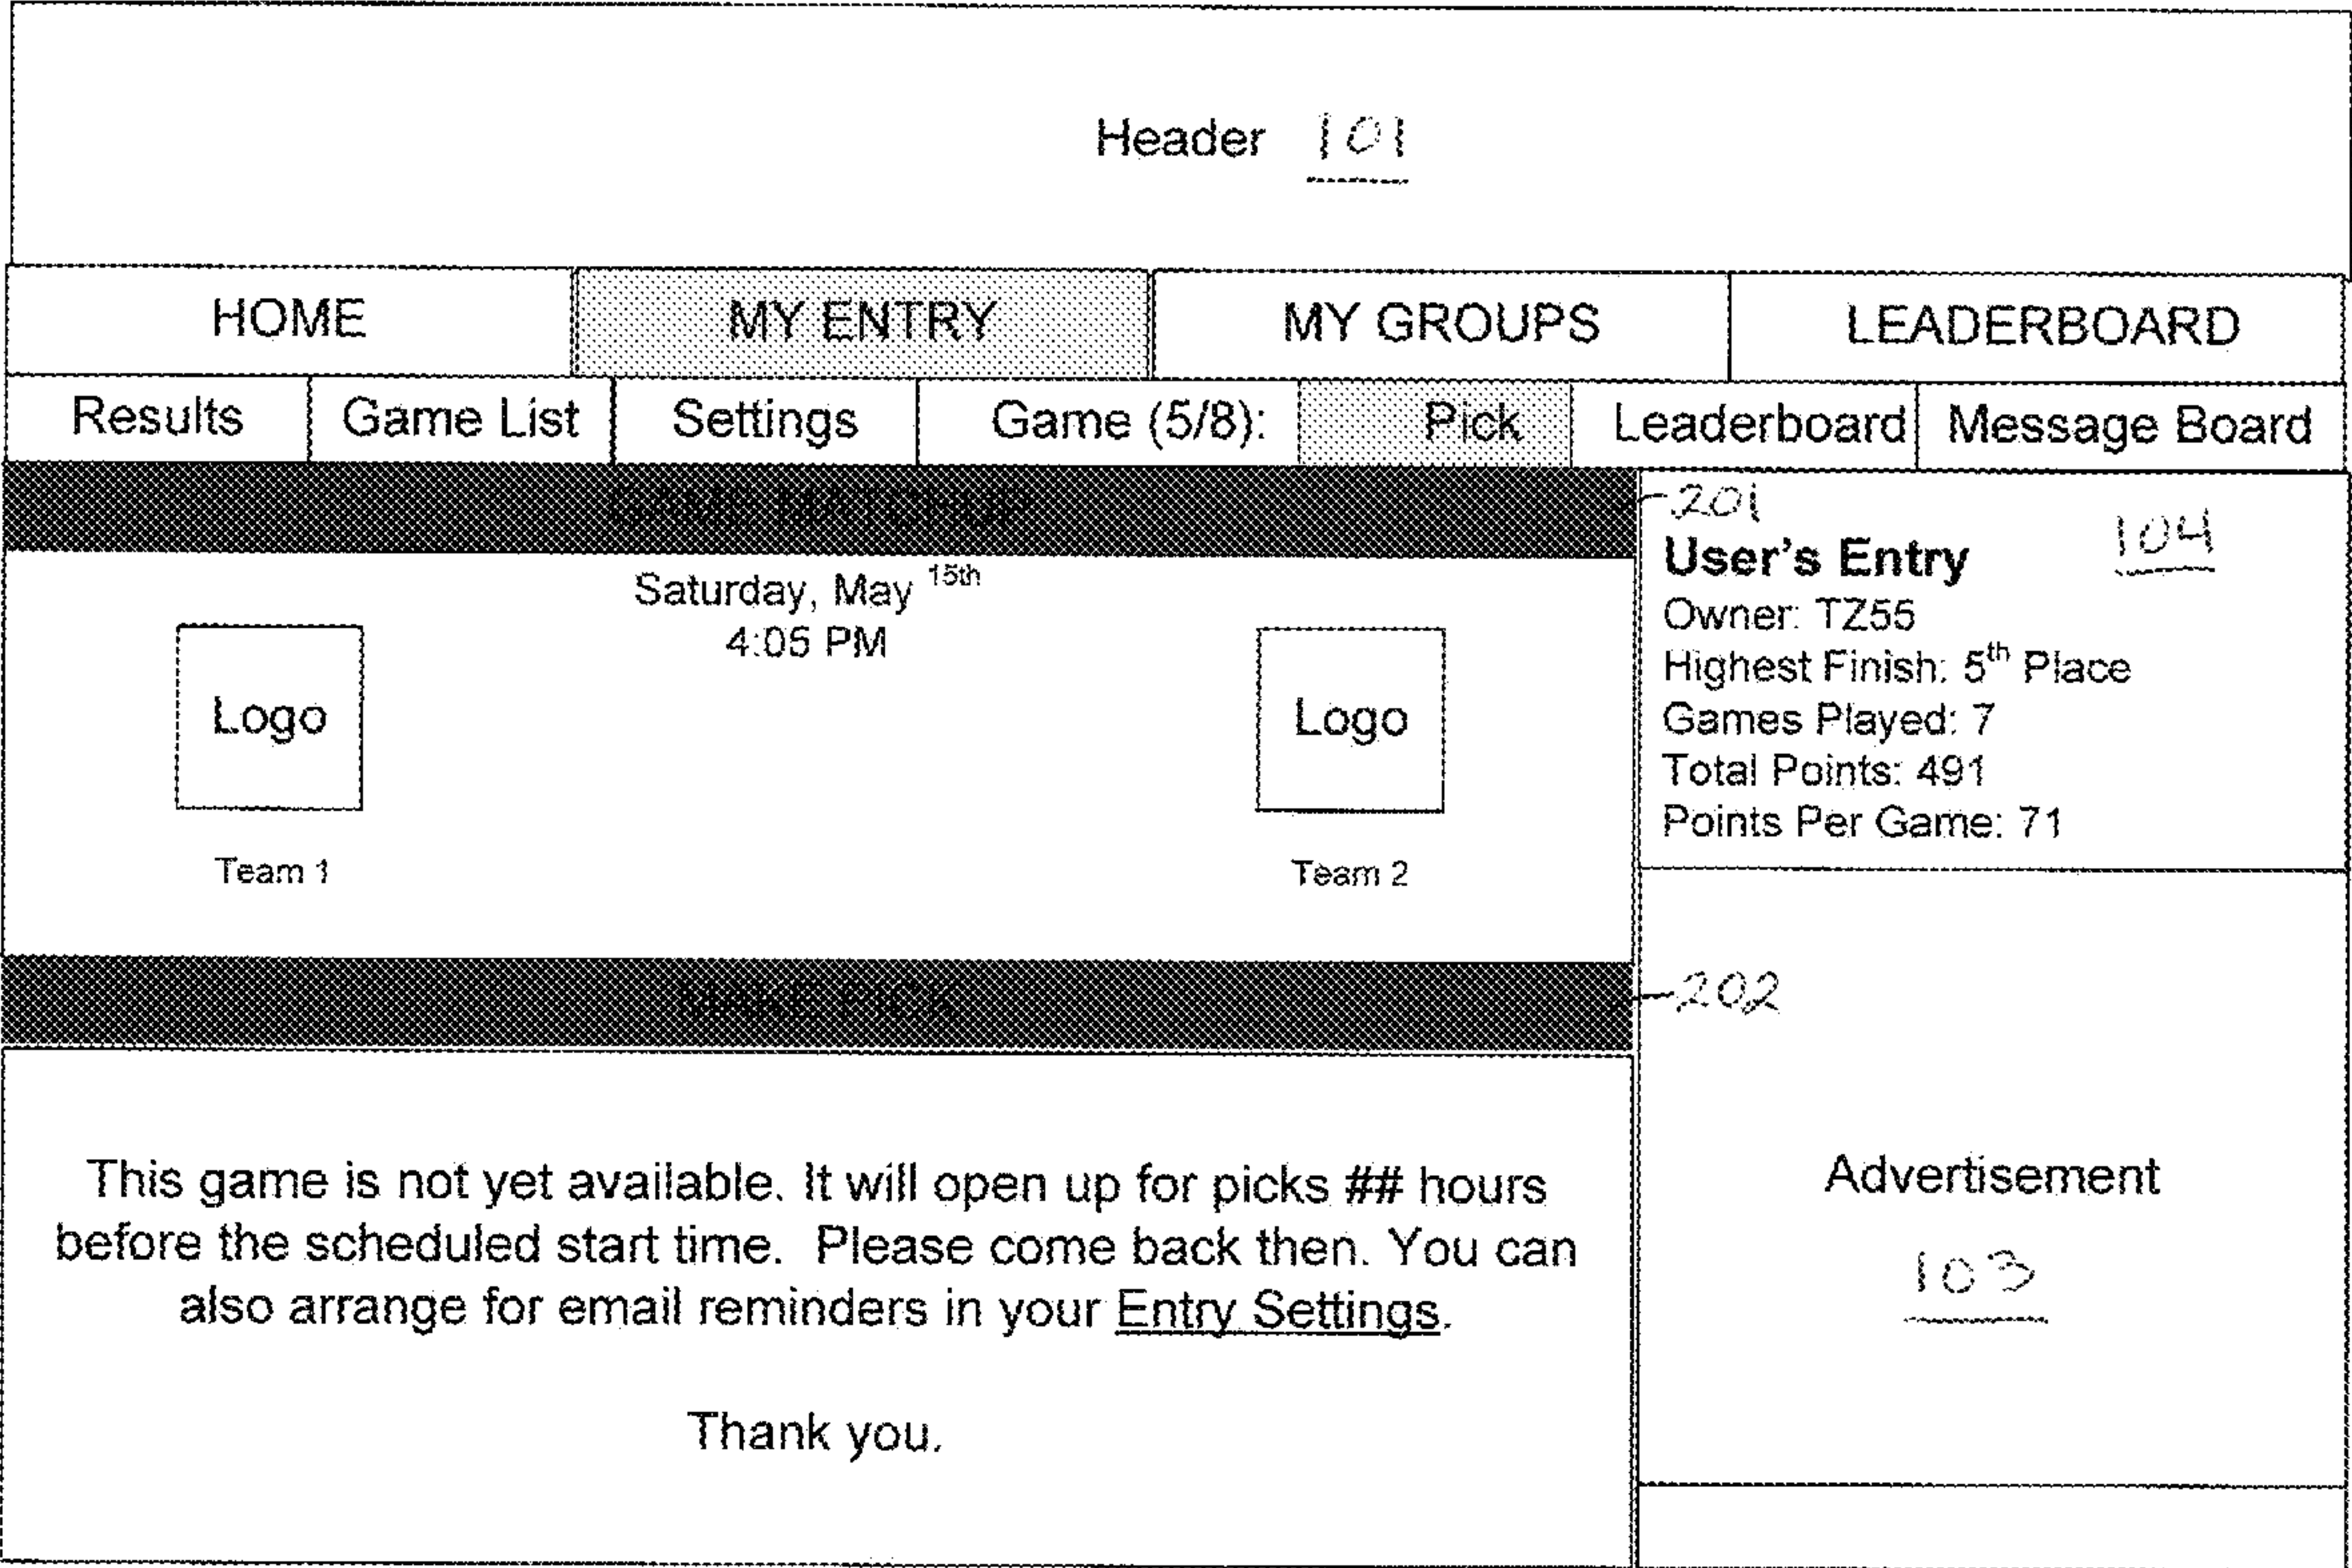 Header 101
HOME MY ENTRY MY GROUPS LEADERBOARD
Results Game List Settings Game (5/8): Pick Leaderboard Message Board
GAME MATCHUP
201
Saturday, May 15th
4:05 PM
Logo
Team 1
Logo
Team 2
User's Entry 104
Owner: TZ55
Highest Finish: 5th Place
Games Played: 7
Total Points: 491
Points Per Game: 71
MAKE PICK
202
This game is not yet available. It will open up for picks ## hours
before the scheduled start time. Please come back then. You can
also arrange for email reminders in your Entry Settings.
Thank you.
Advertisement
103